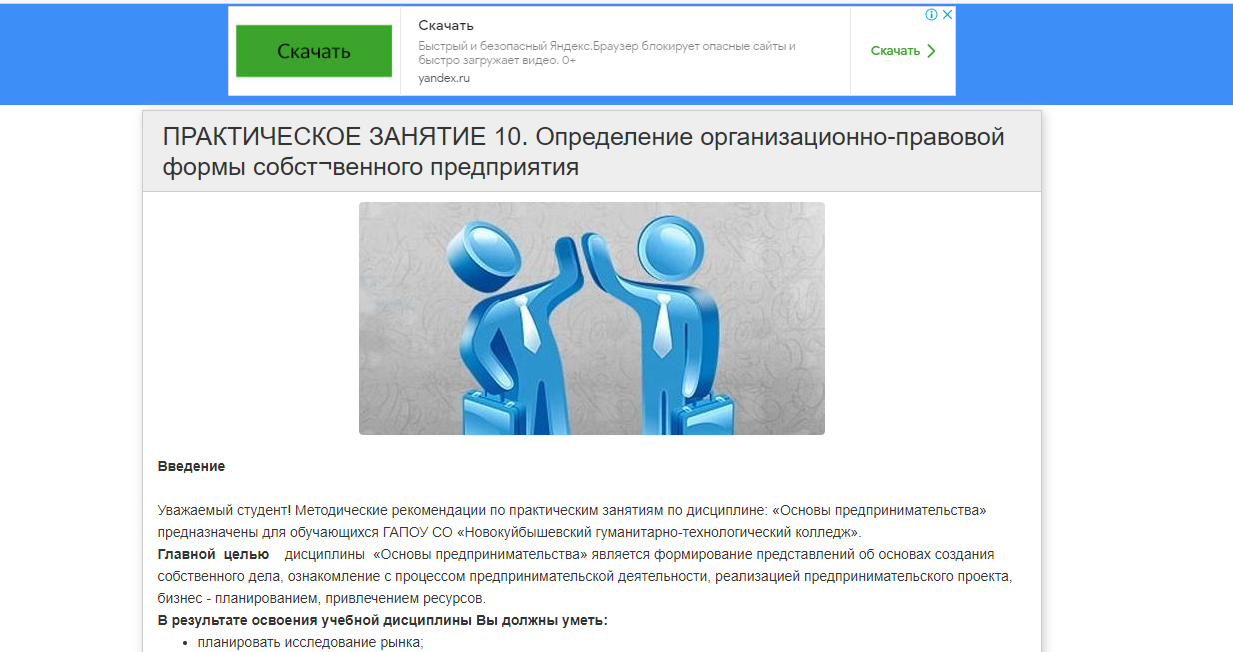 Скачать
Скачать
Быстрый и безопасный Яндекс.Браузер блокирует опасные сайты и
быстро загружает видео. 0+
yandex.ru
Скачать
ПРАКТИЧЕСКОЕ ЗАНЯТИЕ 10. Определение организационно-правовой
формы собст¬венного предприятия
Введение
Уважаемый студент! Методические рекомендации по практическим занятиям по дисциплине: «Основы предпринимательства»
предназначены для обучающихся ГАПОУ СО «Новокуйбышевский гуманитарно-технологический колледж».
Главной целью дисциплины «Основы предпринимательства» является формирование представлений об основах создания
собственного дела, ознакомление с процессом предпринимательской деятельности, реализацией предпринимательского проекта,
бизнес - планированием, привлечением ресурсов.
В результате освоения учебной дисциплины Вы должны уметь:
• планировать исследование рынка;